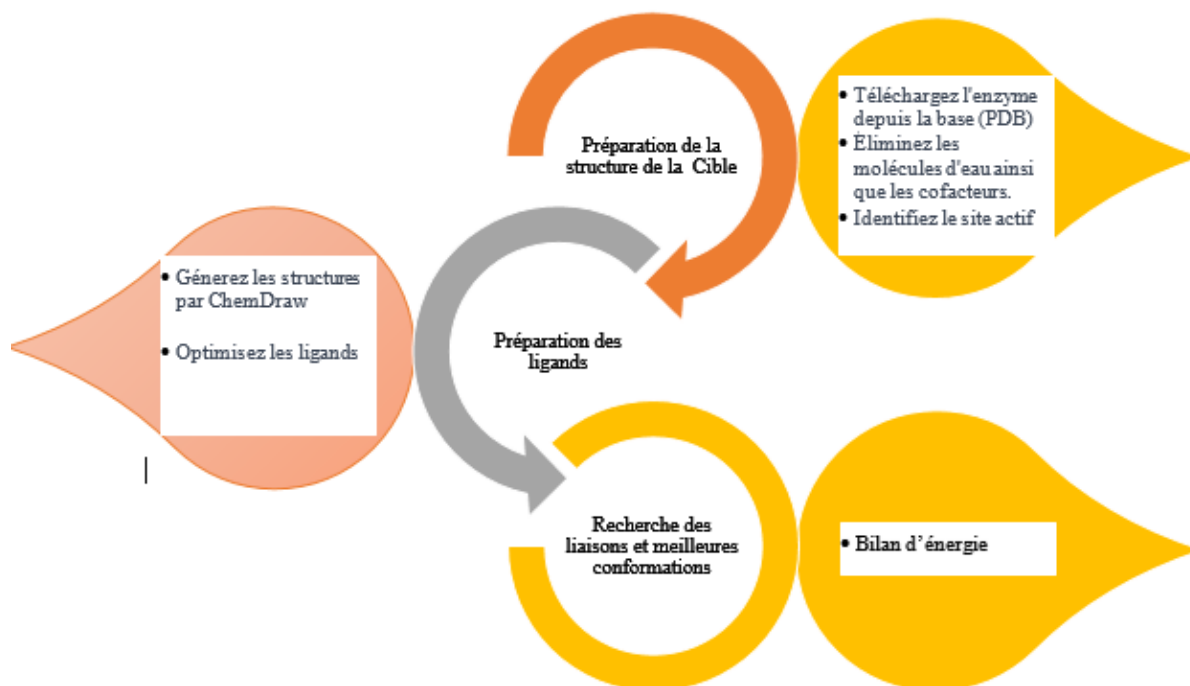 Préparation de la
structure de la Cible
• Téléchargez l'enzyme
depuis la base (PDB)
• Éliminez les
molécules d'eau ainsi
que les cofacteurs.
• Identifiez le site actif
• Génerez les structures
par ChemDraw
• Optimisez les ligands
Préparation des
ligands
Recherche des
liaisons et meilleures
conformations
• Bilan d’énergie